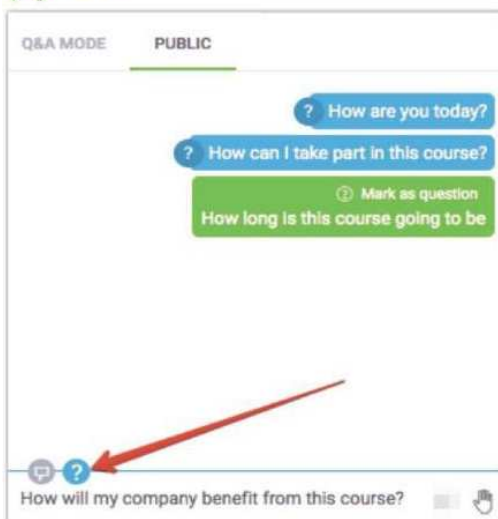 Q&A MODE PUBLIC
? How are you today?
? How can I take part in this course?
? Mark as question
How long is this course going to be
?
How will my company benefit from this course?